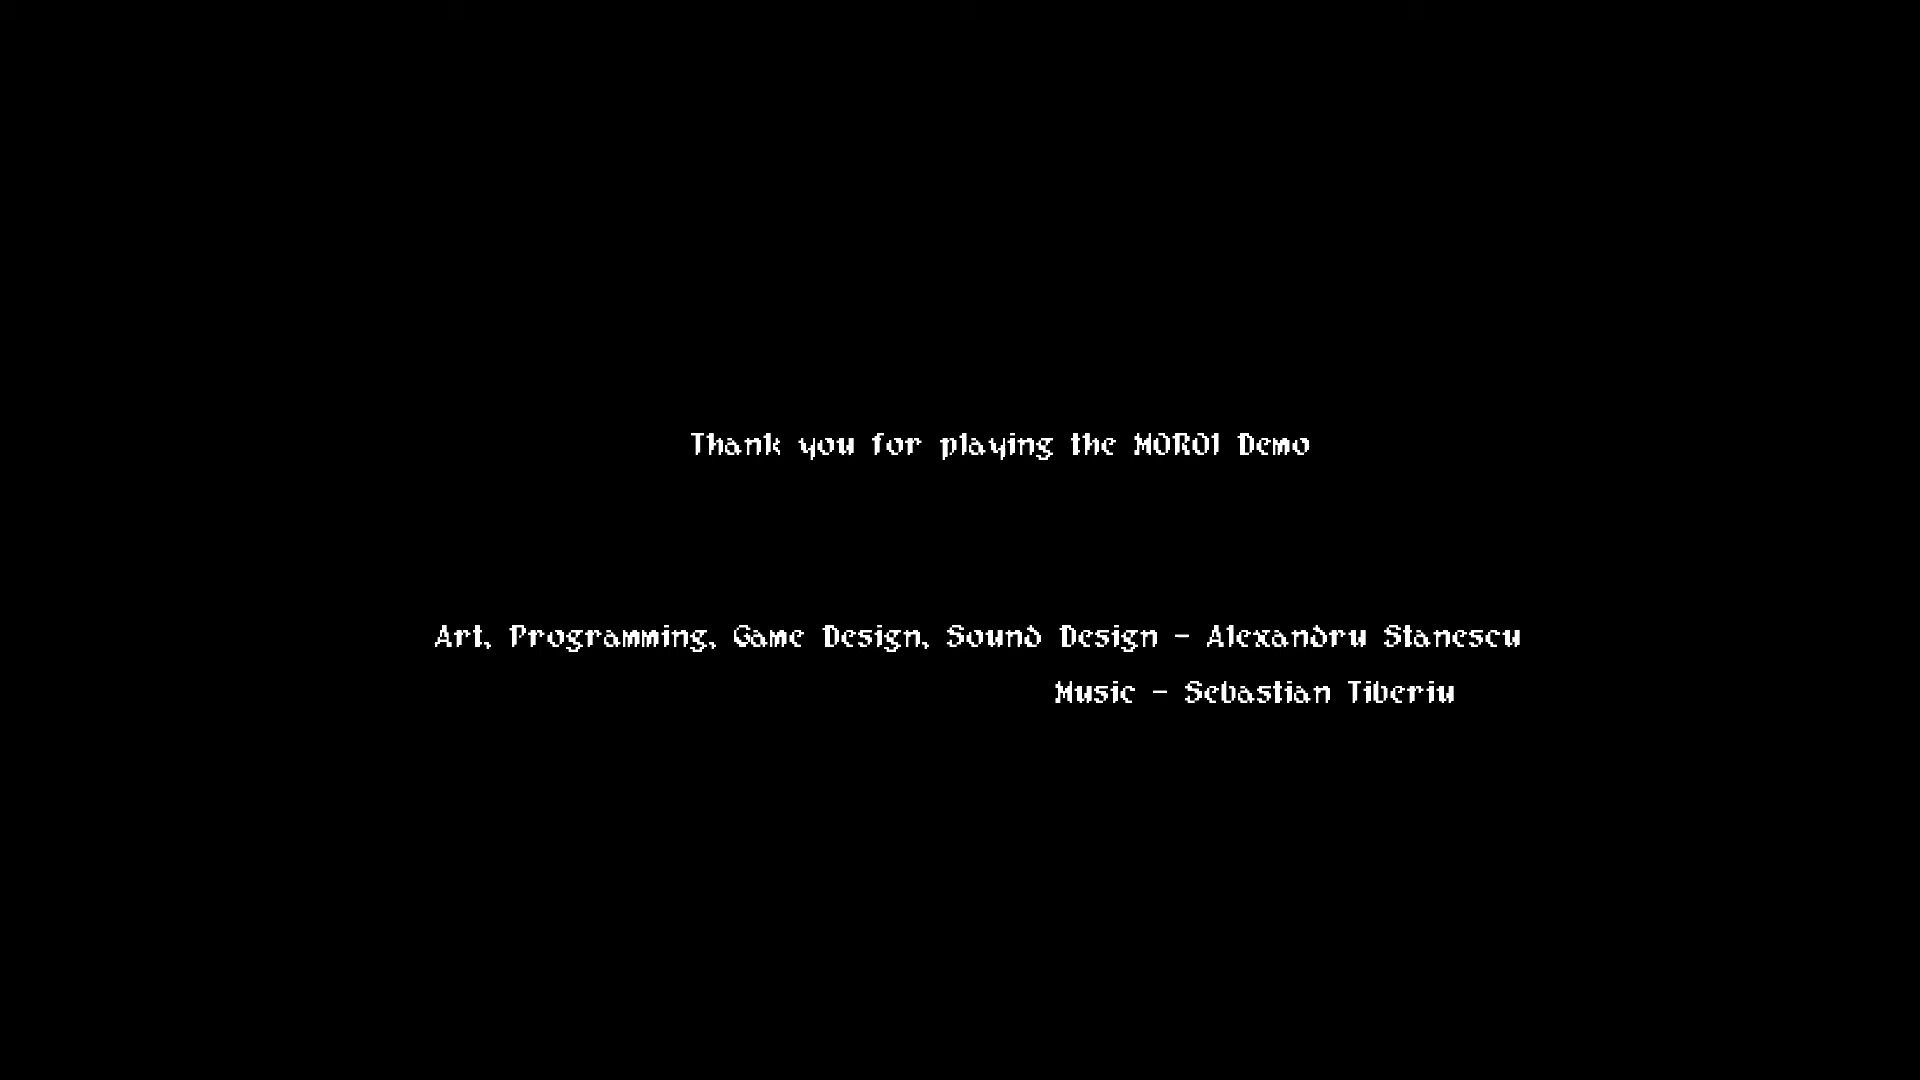 Thank you for playing the MOROI Demo
Art, Programming, Game Design, Sound Design - Alexandru Stanescu
Music - Sebastian Tiberiu